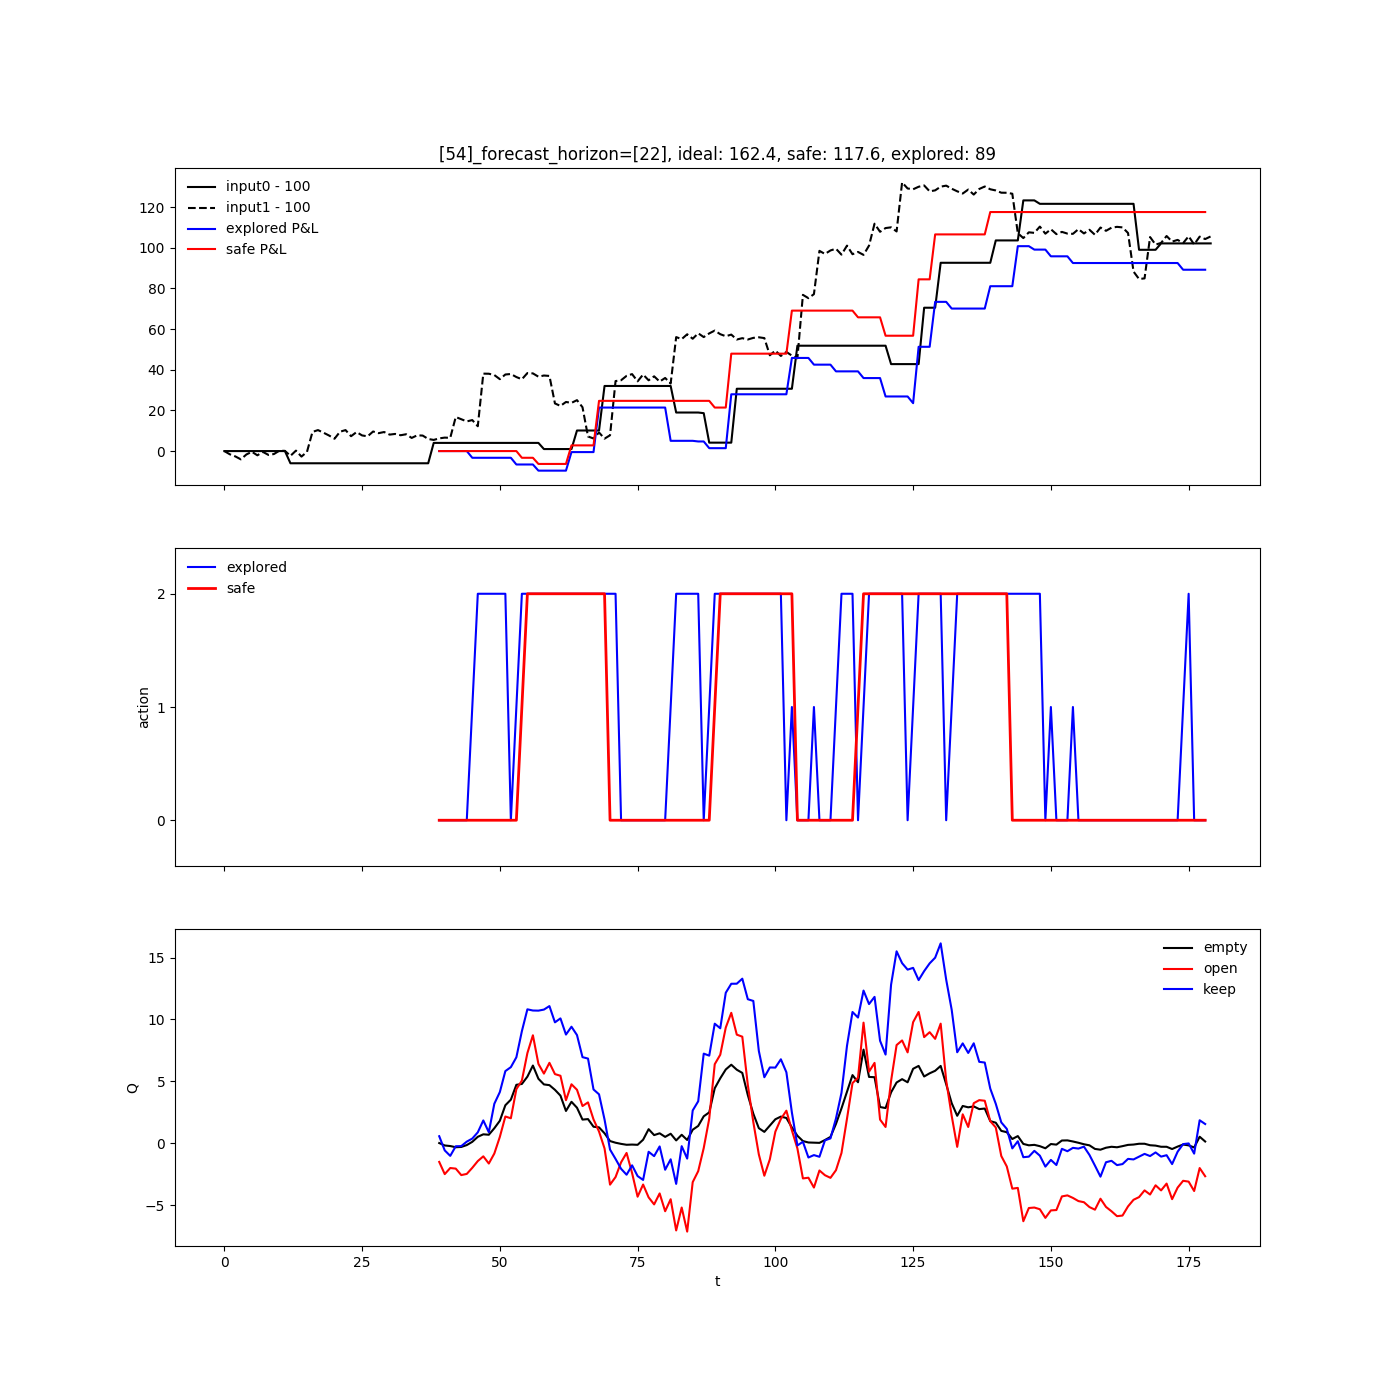 [54]_forecast_horizon=[22], ideal: 162.4, safe: 117.6, explored: 89
input0 - 100
input1 - 100
explored P&L
safe P&L
120
100
80
60
40
20
0
explored
safe
2
1
0
action
empty
open
keep
15
10
5
0
−5
Q
0 25 50 75 100 125 150 175
t